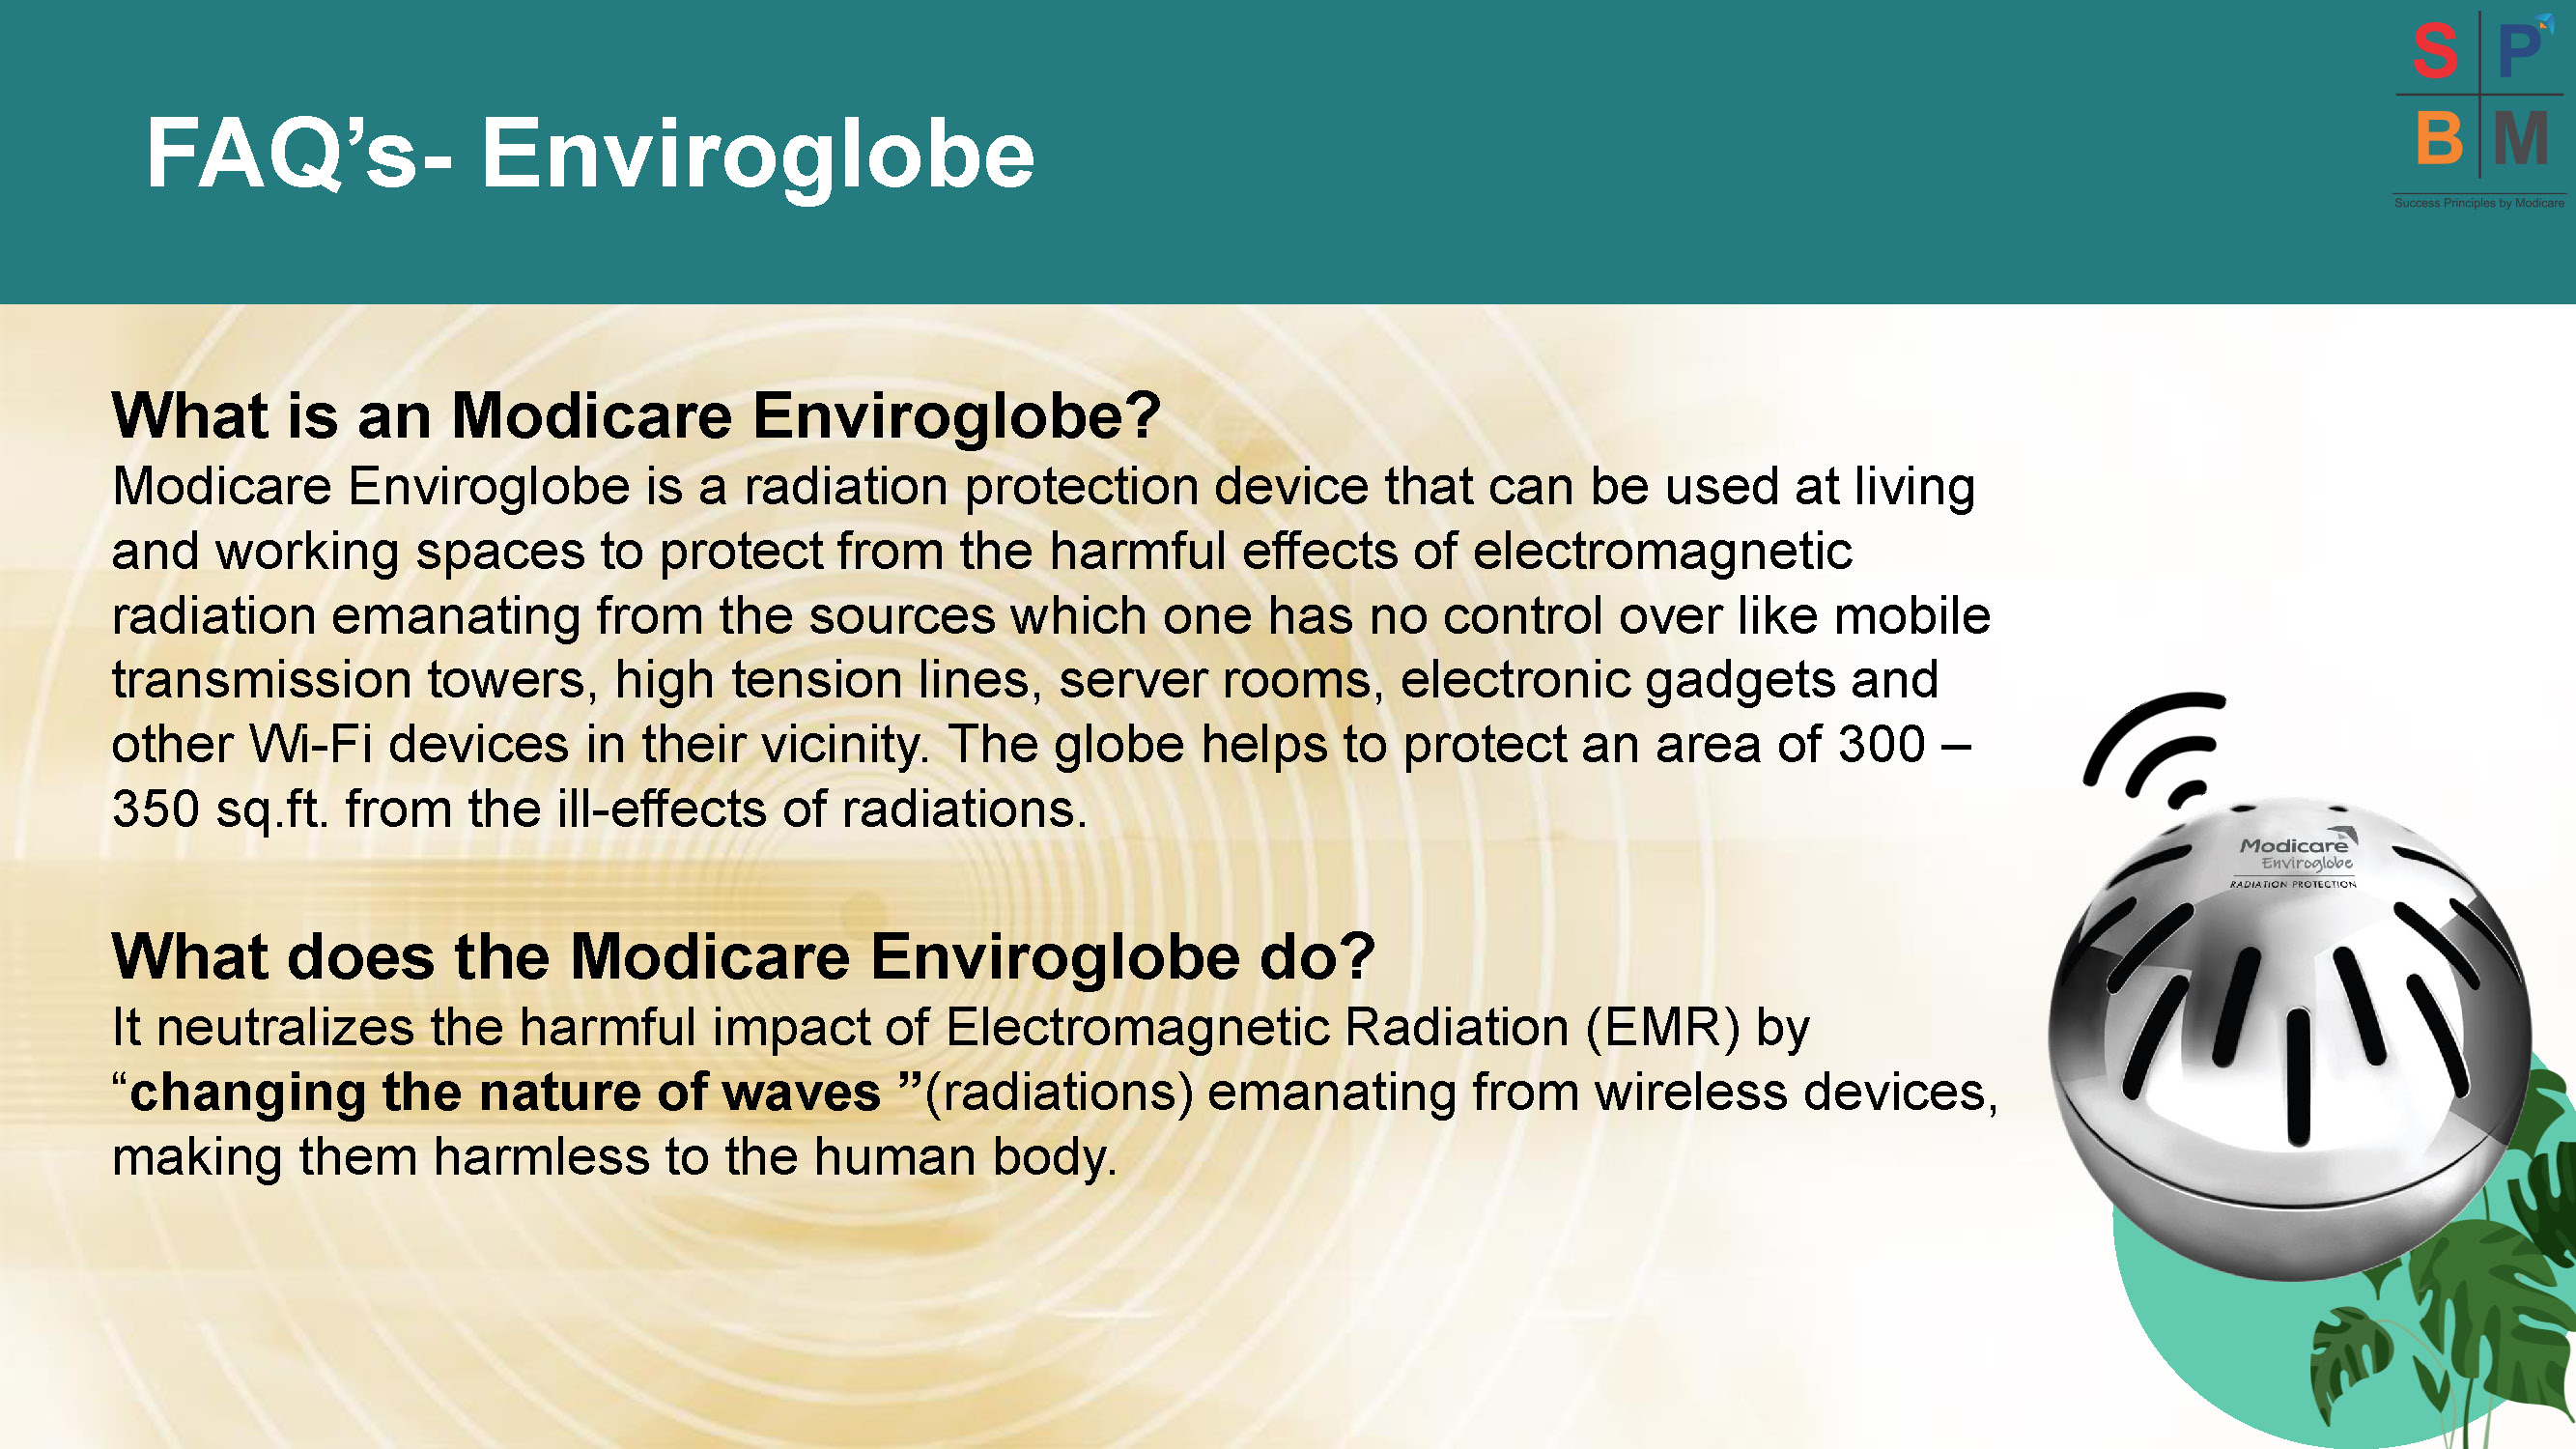 S P
B M
Success Principles by Modicare
FAQ’s- Enviroglobe
What is an Modicare Enviroglobe?
Modicare Enviroglobe is a radiation protection device that can be used at living
and working spaces to protect from the harmful effects of electromagnetic
radiation emanating from the sources which one has no control over like mobile
transmission towers, high tension lines, server rooms, electronic gadgets and
other Wi-Fi devices in their vicinity. The globe helps to protect an area of 300 –
350 sq.ft. from the ill-effects of radiations.
What does the Modicare Enviroglobe do?
It neutralizes the harmful impact of Electromagnetic Radiation (EMR) by
“changing the nature of waves ”(radiations) emanating from wireless devices,
making them harmless to the human body.
Modicare
Enviroglobe
RADIATION PROTECTION